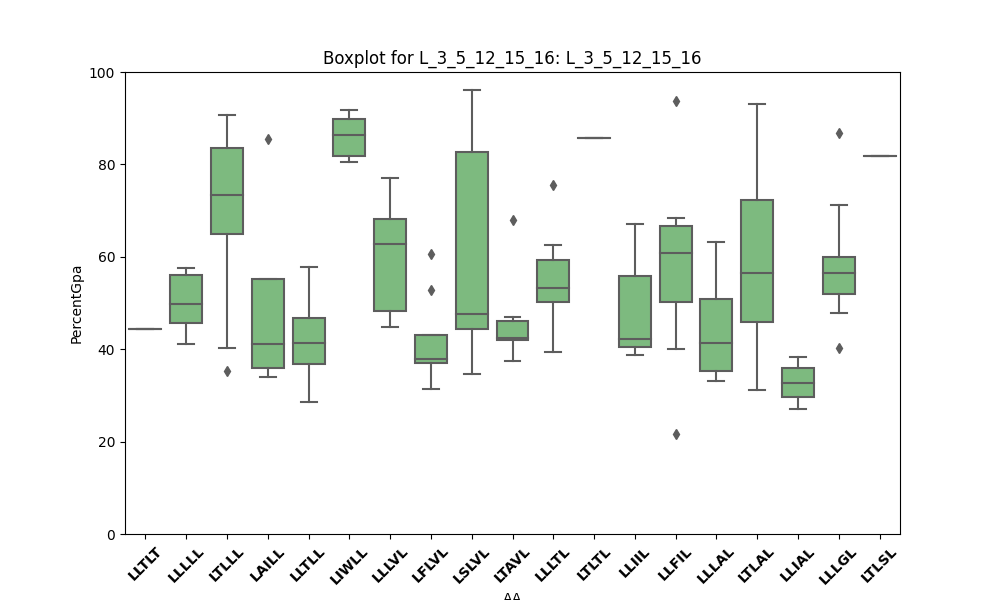 Boxplot for L_3_5_12_15_16: L_3_5_12_15_16
PercentGpa
100
80
60
40
20
0
LLTLT LLLLL LTLLL LAILL LLTLL LIWLL LLLVL LFLVL LSLVL LTAVL LLLTL LTLTL LLIIL LLFIL LLLAL LTLAL LLIAL LLLGL LTLSL
AA